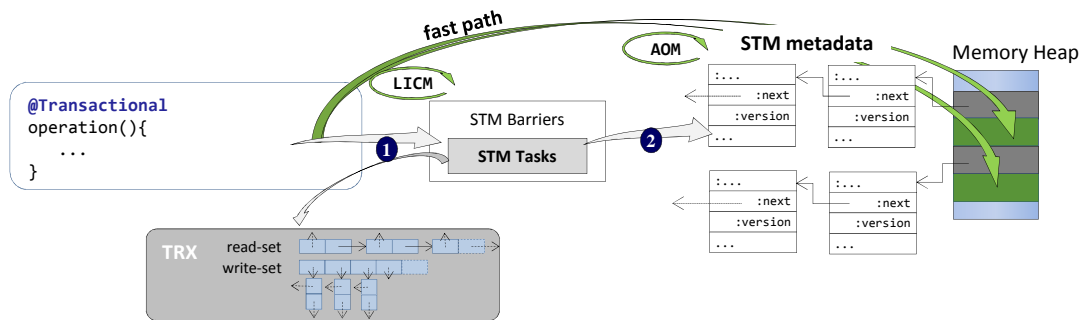 fast path
LICM
AOM
STM metadata
Memory Heap
@Transactional
operation(){
...
}
1
STM Barriers
STM Tasks
2
:...
:next
:version
...
:...
:next
:version
...
:...
:next
:version
...
:...
:next
:version
...
TRX
read-set
write-set